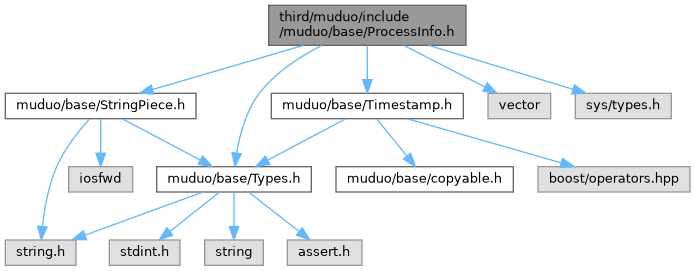 third/muduo/include
/muduo/base/ProcessInfo.h
muduo/base/StringPiece.h
muduo/base/Timestamp.h
vector
sys/types.h
iosfwd
muduo/base/Types.h
muduo/base/copyable.h
boost/operators.hpp
string.h
stdint.h
string
assert.h